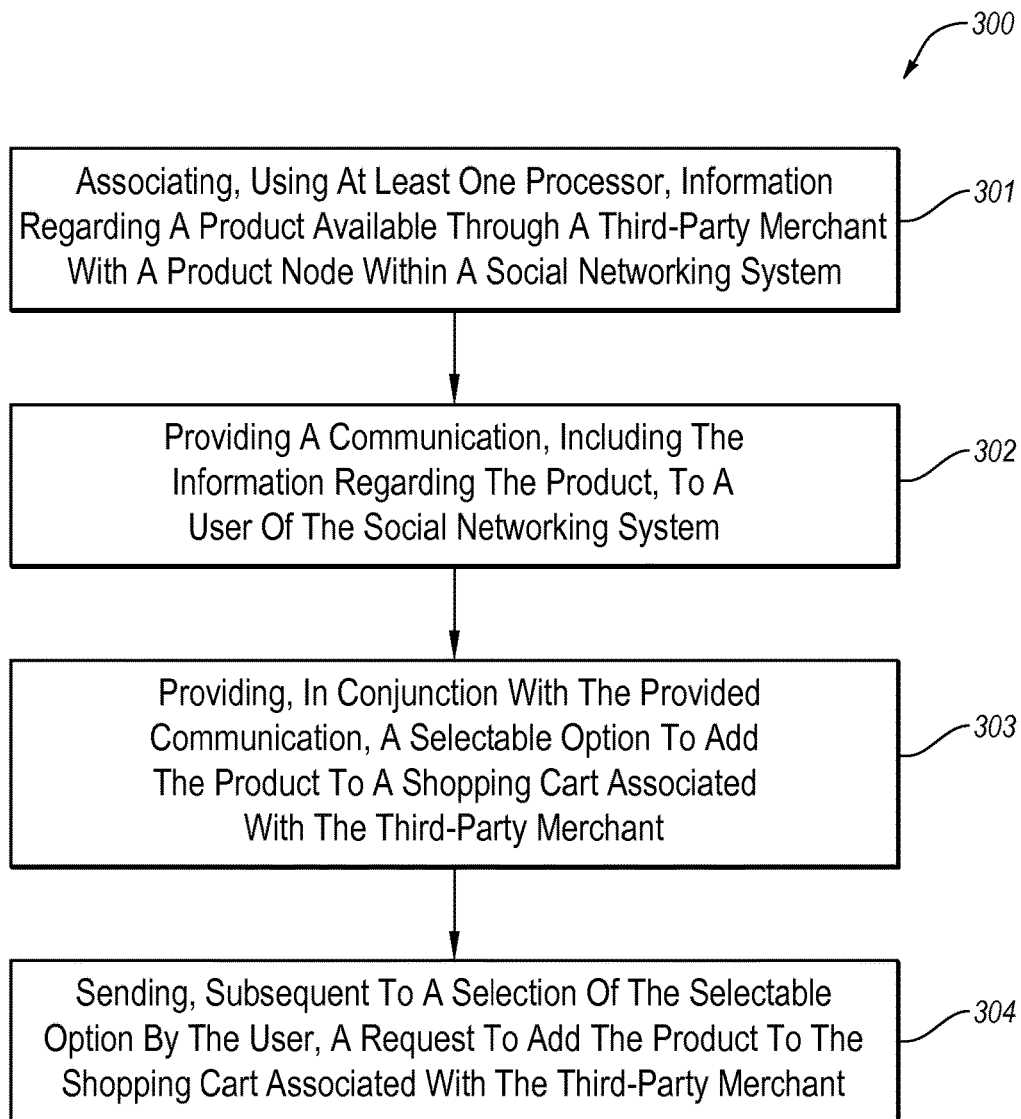 300
Associating, Using At Least One Processor, Information
Regarding A Product Available Through A Third-Party Merchant
With A Product Node Within A Social Networking System
301
Providing A Communication, Including The
Information Regarding The Product, To A
User Of The Social Networking System
302
Providing, In Conjunction With The Provided
Communication, A Selectable Option To Add
The Product To A Shopping Cart Associated
With The Third-Party Merchant
303
Sending, Subsequent To A Selection Of The Selectable
Option By The User, A Request To Add The Product To The
Shopping Cart Associated With The Third-Party Merchant
304